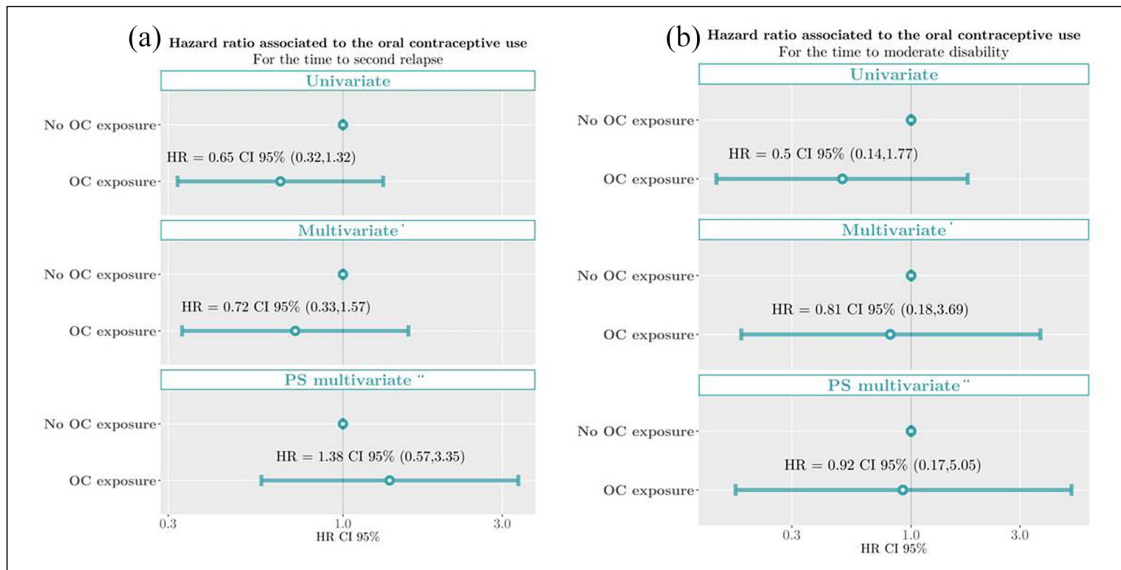 (a)
Hazard ratio associated to the oral contraceptive use
For the time to second relapse
Univariate
No OC exposure
HR = 0.65 CI 95% (0.32,1.32)
OC exposure
Multivariate *
No OC exposure
HR = 0.72 CI 95% (0.33,1.57)
OC exposure
PS multivariate **
No OC exposure
HR = 1.38 CI 95% (0.57,3.35)
OC exposure
0.3 1.0 3.0
HR CI 95%
(b)
Hazard ratio associated to the oral contraceptive use
For the time to moderate disability
Univariate
No OC exposure
HR = 0.5 CI 95% (0.14,1.77)
OC exposure
Multivariate *
No OC exposure
HR = 0.81 CI 95% (0.18,3.69)
OC exposure
PS multivariate **
No OC exposure
HR = 0.92 CI 95% (0.17,5.05)
OC exposure
0.3 1.0 3.0
HR CI 95%